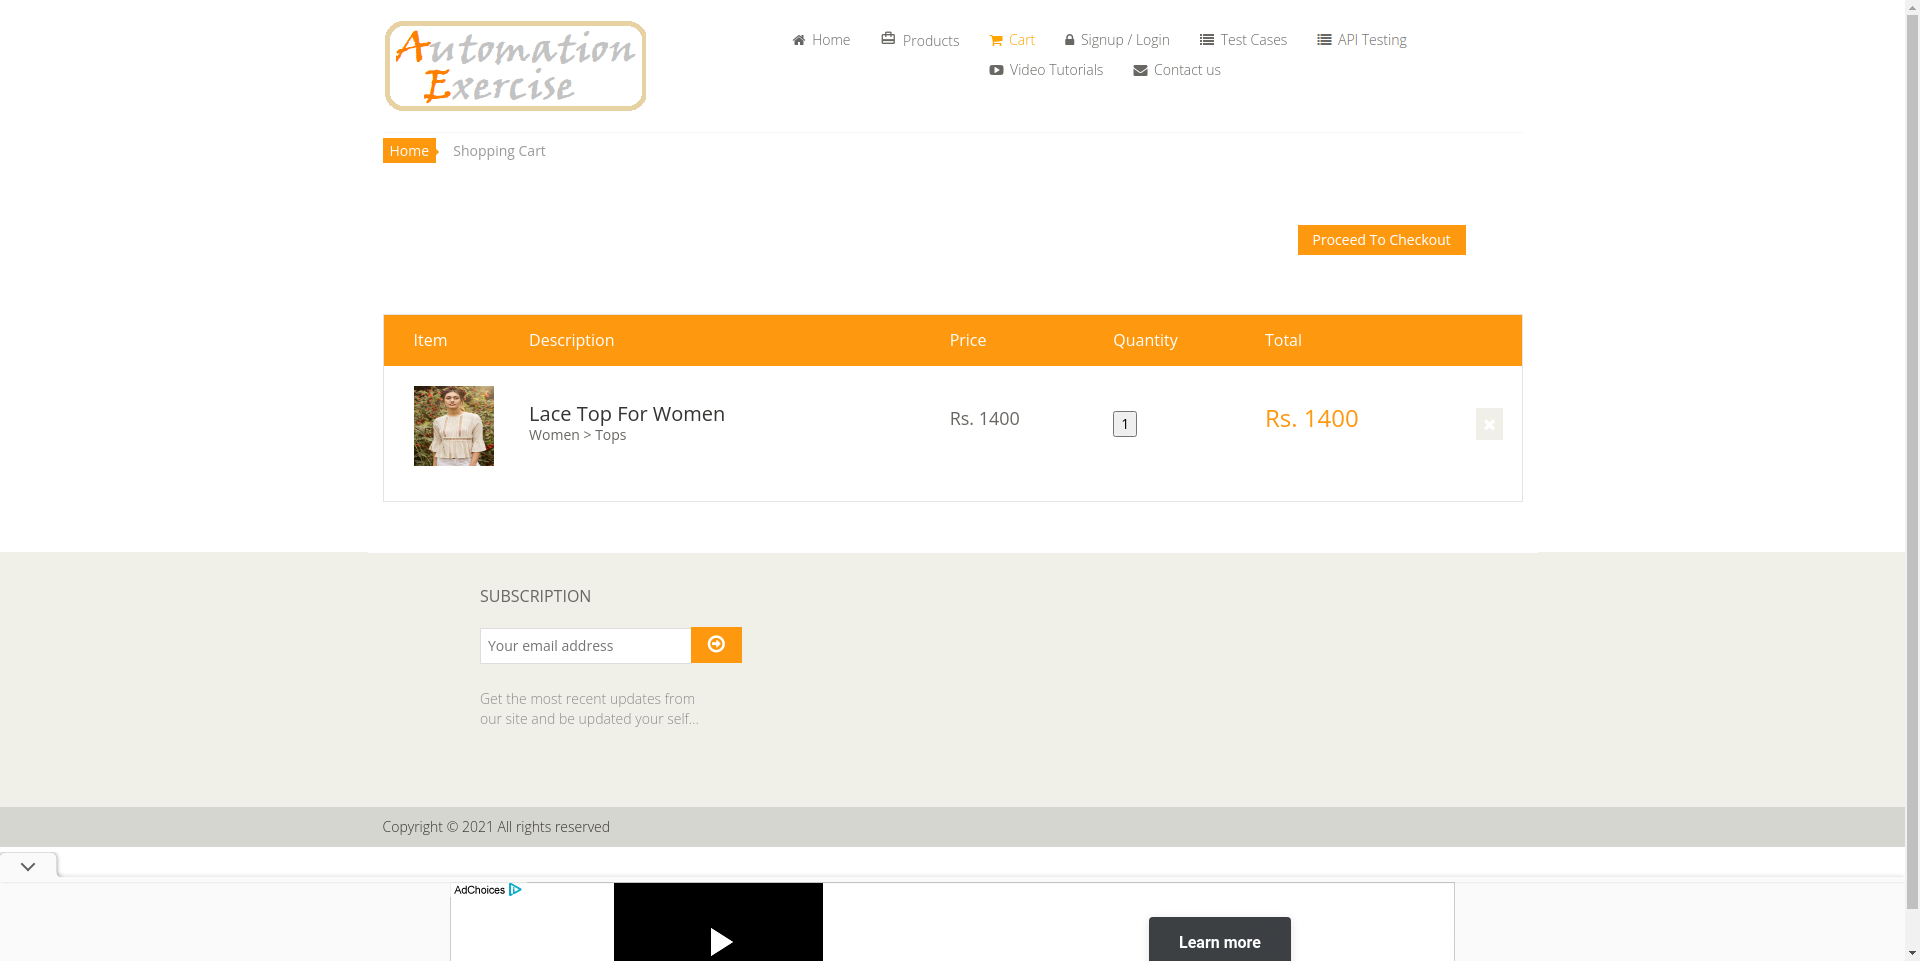 Automation
Exercise
Home Products Cart Signup / Login Test Cases API Testing
Video Tutorials Contact us
Home Shopping Cart
Proceed To Checkout
Item Description Price Quantity Total
Lace Top For Women Rs. 1400 1 Rs. 1400
Women > Tops
SUBSCRIPTION
Your email address
Get the most recent updates from
our site and be updated your self...
Copyright © 2021 All rights reserved
AdChoices
Learn more